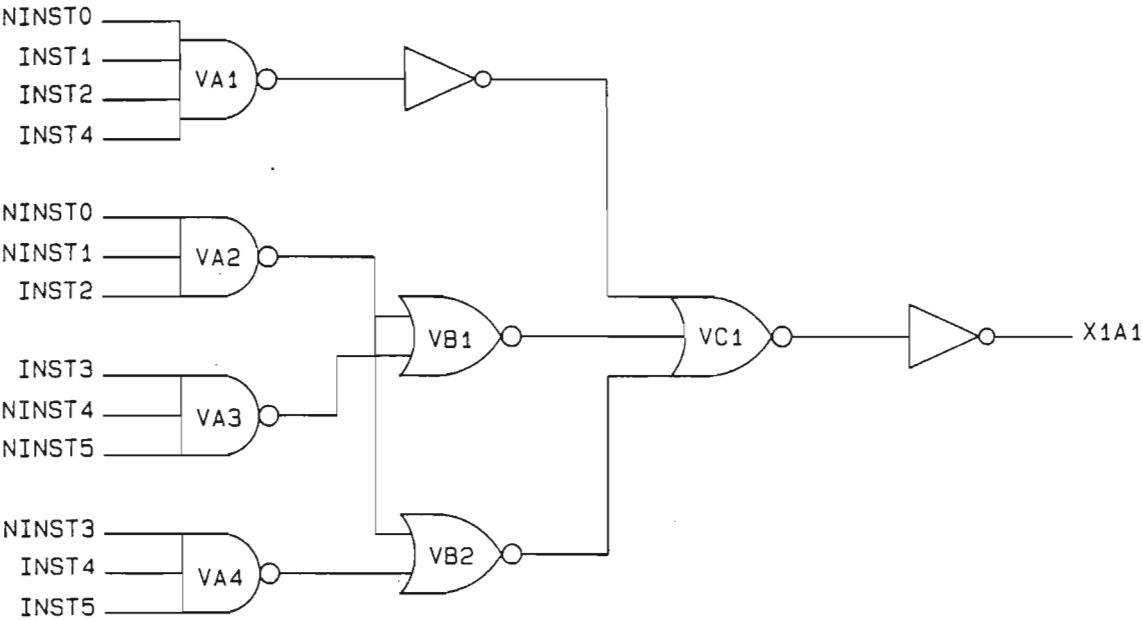 NINST0
INST1
INST2
INST4
VA1
NINST0
NINST1
INST2
VA2
INST3
NINST4
NINST5
VA3
NINST3
INST4
INST5
VA4
VB1
VB2
VC1
X1A1